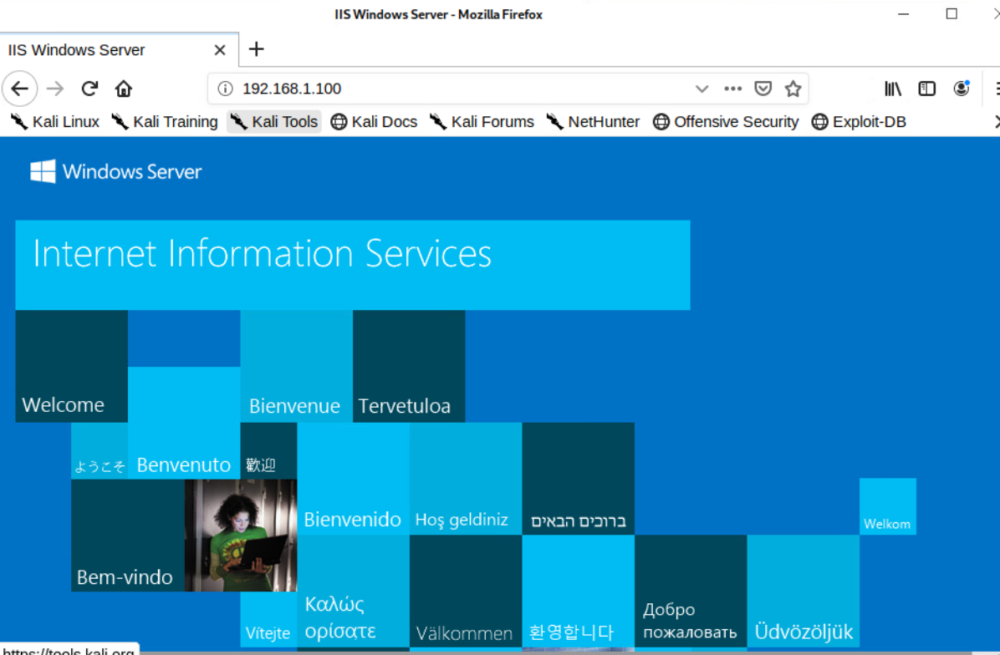 IIS Windows Server - Mozilla Firefox
IIS Windows Server
192.168.1.100
Kali Linux Kali Training Kali Tools Kali Docs Kali Forums NetHunter Offensive Security Exploit-DB
Windows Server
Internet Information Services
Welcome
Bienvenue
Tervetuloa
ようこそ
Benvenuto
歡迎
Bienvenido
Hoş geldiniz
ברוכים הבאים
Welkom
Bem-vindo
Vítejte
Καλώς
ορίσατε
Välkommen
환영합니다
Добро
пожаловать
Üdvözöljük
https://tools.kali.org